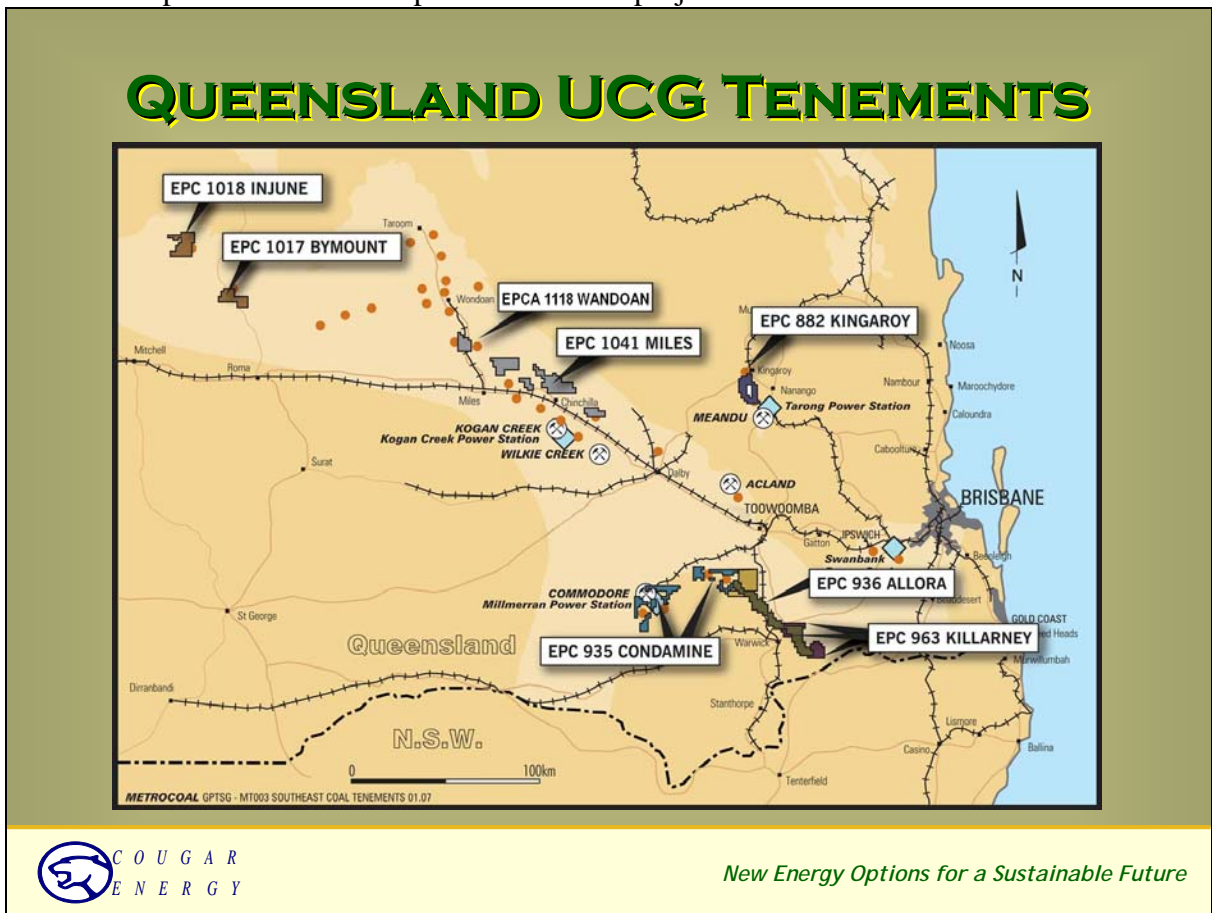 QUEENSLAND UCG TENEMENTS
EPC 1018 INJUNE
EPC 1017 BYMOUNT
Taroom
Wondoan
EPCA 1118 WANDOAN
EPC 1041 MILES
EPC 882 KINGAROY
N
Mitchell
Roma
Miles
Chinchilla
Kingaroy
Nanango
Noosa
Nambour
Maroochydore
Caloundra
Tarong Power Station
MEANDU
KOGAN CREEK
Kogan Creek Power Station
WILKIE CREEK
Surat
Dalby
ACLAND
Caboolture
BRISBANE
TOOWOOMBA
Gatton
IPSWICH
Swanbank
Beenleigh
EPC 936 ALLORA
COMMODORE
Millmerran Power Station
St George
Queensland
EPC 935 CONDAMINE
EPC 963 KILLARNEY
GOLD COAST
Heads
Warwick
Murwillumbah
Dirranbandi
Stanthorpe
N.S.W.
Lismore
Casino
Ballina
0 100km
Tenterfield
METROCOAL GPTSG - MT003 SOUTHEAST COAL TENEMENTS 01.07
COUGAR
ENERGY
New Energy Options for a Sustainable Future